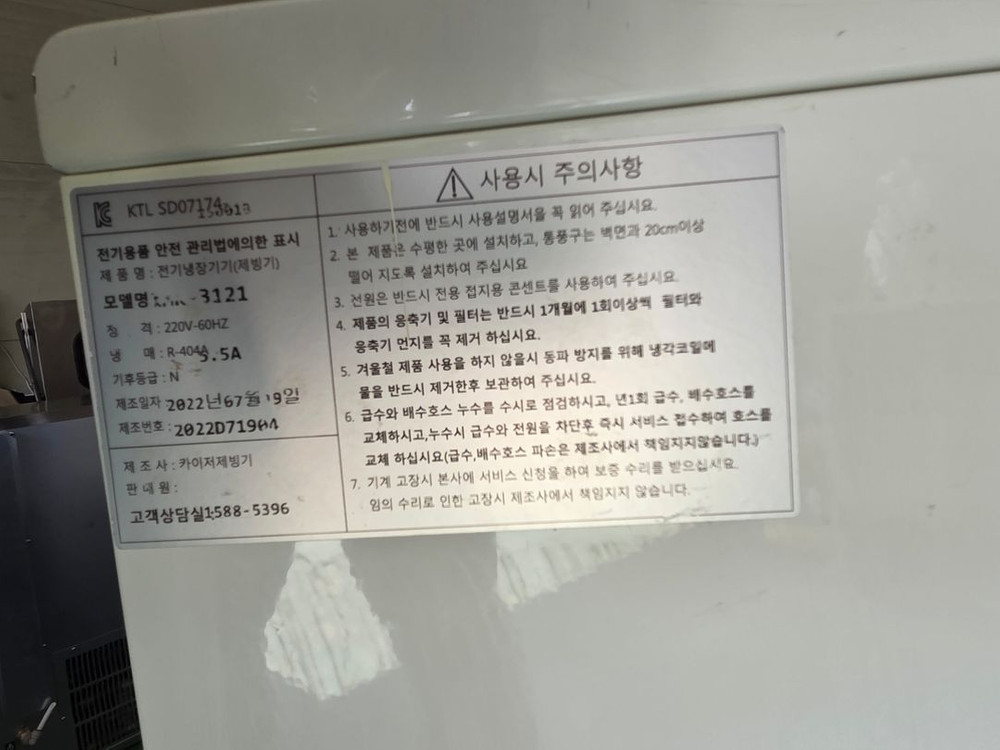 KTL SD07174
전기용품 안전 관리법에의한 표시
제 품 명 : 전기냉장기기(제빙기)
모델명 -3121
정 격 : 220V-60HZ
냉 매 : R-404A 5.5A
기후등급 : N
제조일자 2022년 일
제조번호 : 2022D71904
제 조 사 : 카이저제빙기
판 매 원 :
고객상담실1588-5396
사용시 주의사항
1. 사용하기전에 반드시 사용설명서을 꼭 읽어 주십시요.
2. 본 제품은 수평한 곳에 설치하고, 통풍구는 벽면과 20cm이상
떨어 지도록 설치하여 주십시요
3. 전원은 반드시 전용 접지용 콘센트를 사용하여 주십시요.
4. 제품의 응축기 및 필터는 반드시 1개월에 1회이상씩 필터와
응축기 먼지를 꼭 제거 하십시요.
5. 겨울철 제품 사용을 하지 않을시 동파 방지를 위해 냉각코일에
물을 반드시 제거한후 보관하여 주십시요.
6. 급수와 배수호스 누수를 수시로 점검하시고, 년1회 급수, 배수호스를
교체하시고,누수시 급수와 전원을 차단후 즉시 서비스 접수하여 호스를
교체 하십시요(급수,배수호스 파손은 제조사에서 책임지지않습니다.)
7. 기계 고장시 본사에 서비스 신청을 하여 보증 수리를 받으십시요.
임의 수리로 인한 고장시 제조사에서 책임지지 않습니다.